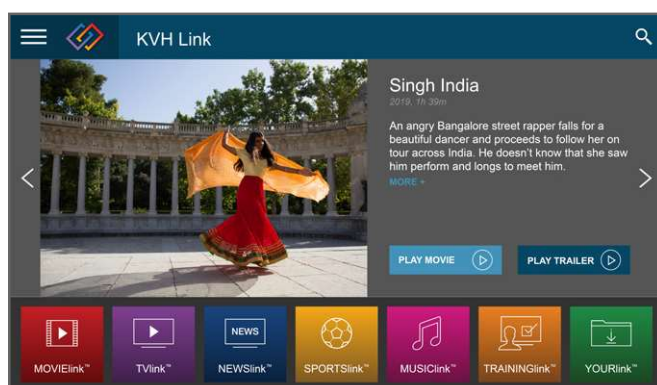 KVH Link
Singh India
2019, 1h 39m
An angry Bangalore street rapper falls for a
beautiful dancer and proceeds to follow her on
tour across India. He doesn't know that she saw
him perform and longs to meet him.
MORE »
PLAY MOVIE
PLAY TRAILER
NEWS
MOVIElink™
TVlink™
NEWSlink™
SPORTSlink™
MUSIClink™
TRAININGlink™
YOURlink™